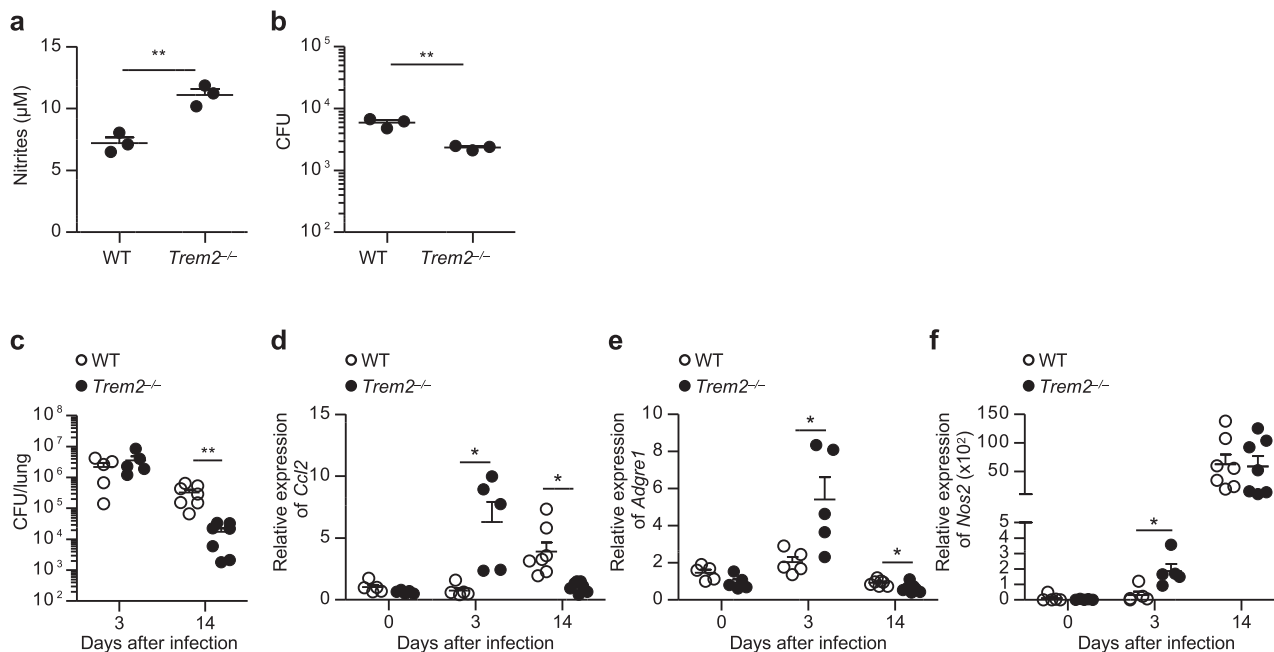 a
15
10
5
0
Nitrites (μM)
**
WT
Trem2–/–
b
10⁵
10⁴
10³
10²
CFU
**
WT
Trem2–/–
c
WT
Trem2–/–
10⁸
10⁷
10⁶
10⁵
10⁴
10³
10²
CFU/lung
**
3
14
Days after infection
d
WT
Trem2–/–
15
10
5
0
Relative expression
of Ccl2
*
*
0
3
14
Days after infection
e
WT
Trem2–/–
10
8
6
4
2
0
Relative expression
of Adgre1
*
*
0
3
14
Days after infection
f
WT
Trem2–/–
150
100
50
5
4
3
2
1
0
Relative expression
of Nos2 (x10²)
*
0
3
14
Days after infection